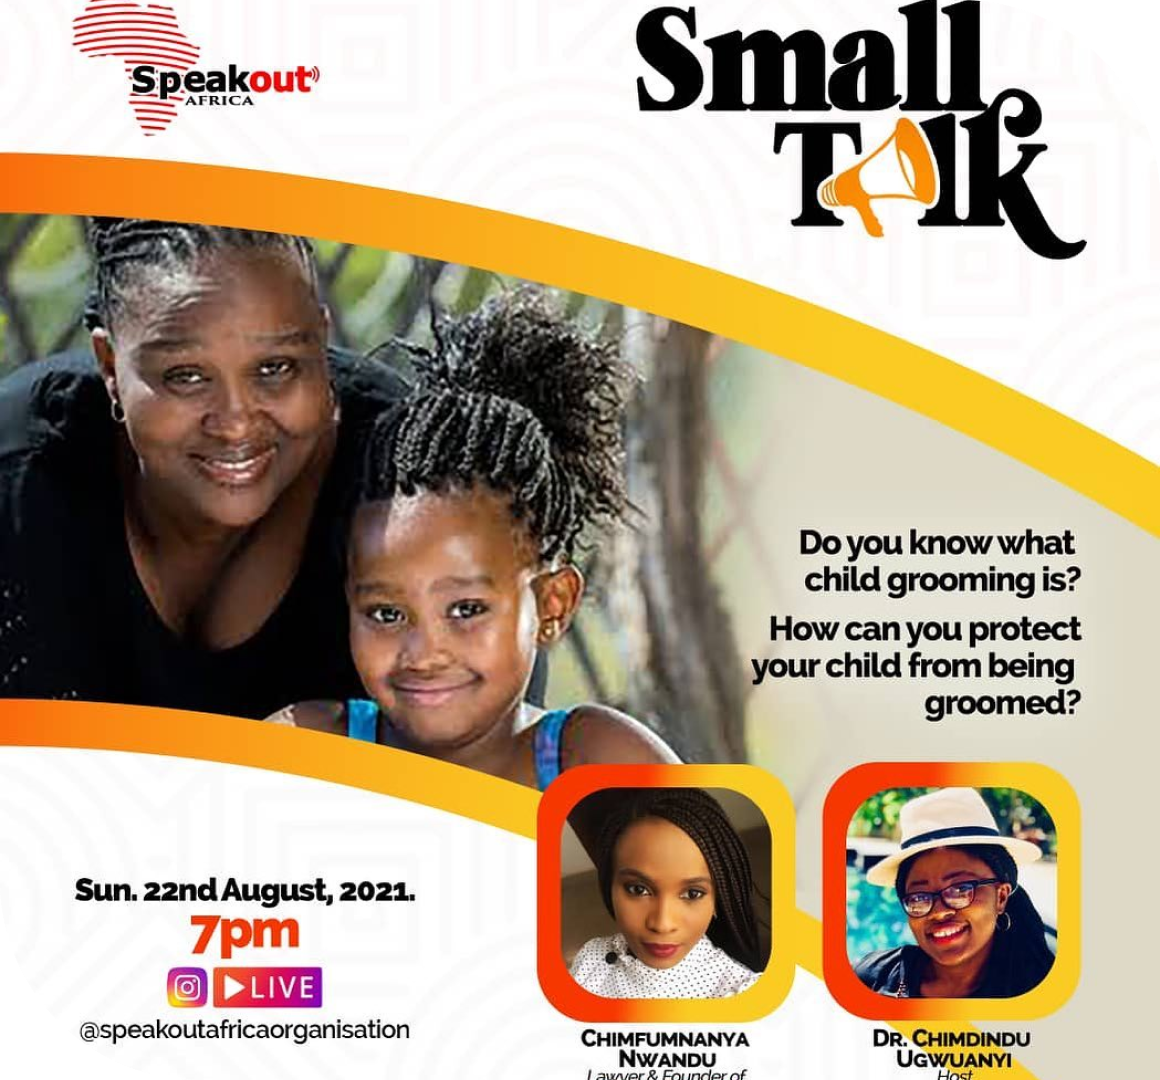 Speakout
AFRICA
Small
Talk
Do you know what
child grooming is?
How can you protect
your child from being
groomed?
Sun. 22nd August, 2021.
7pm
LIVE
@speakoutafricaorganisation
CHIMFUMNANYA
NWANDU
Lawyer & Founder of
DR. CHIMDINDU
UGWUANYI
Host